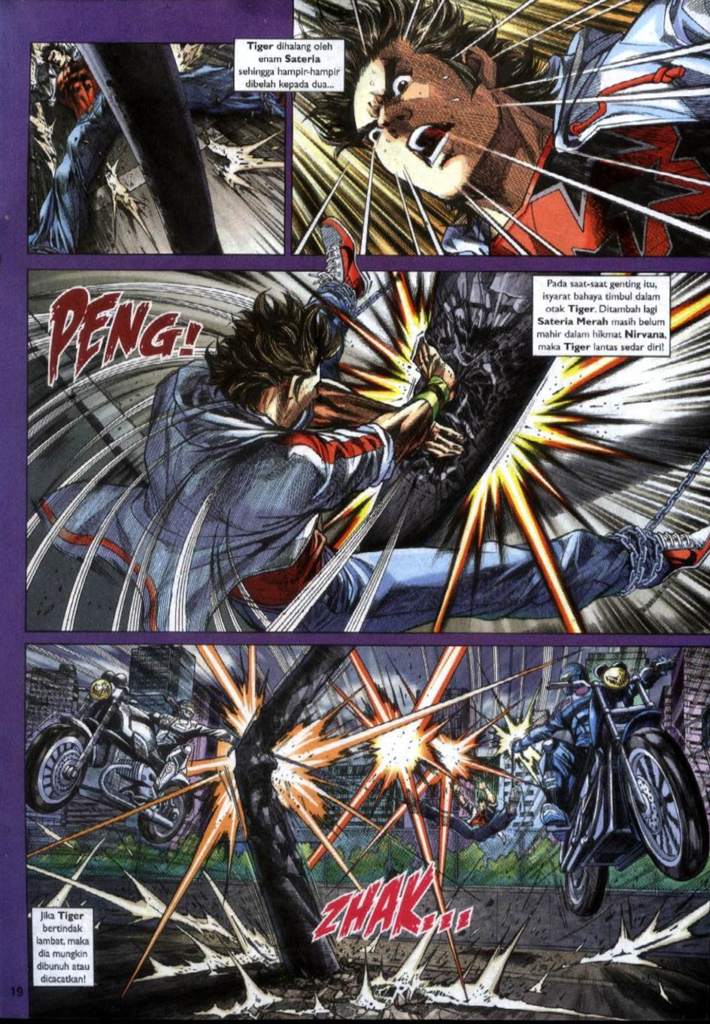 Tiger dihalang oleh
enam Sateria
sehingga hampir-hampir
dibelah kepada dua...
Pada saat-saat genting itu,
isyarat bahaya timbul dalam
otak Tiger. Ditambah lagi
Sateria Merah masih belum
mahir dalam hikmat Nirvana,
maka Tiger lantas sedar diri!
PENG!
ZHAK...
Jika Tiger
bertindak
lambat, maka
dia mungkin
dibunuh atau
dicacatkan!
19